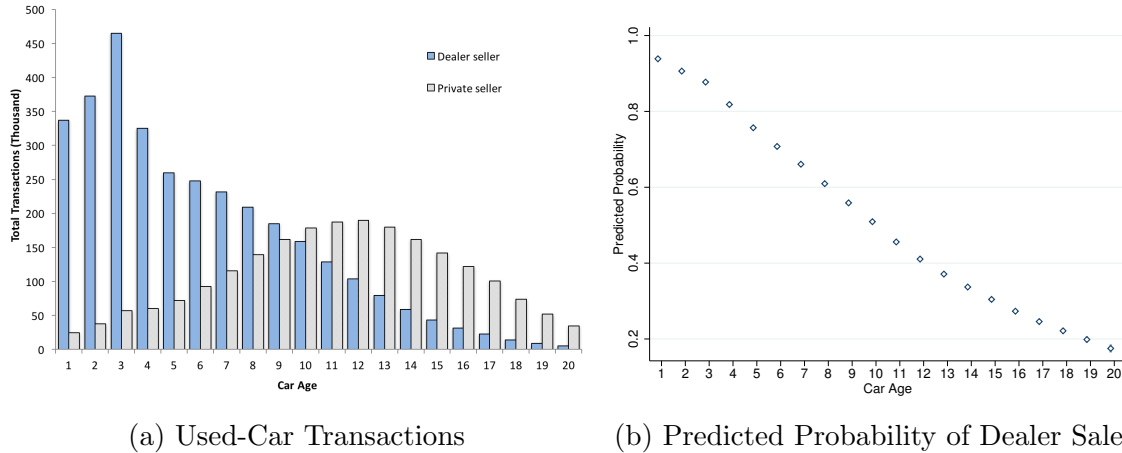 500
450
400
350
300
250
200
150
100
50
0
Total Transactions (Thousand)
Dealer seller
Private seller
1 2 3 4 5 6 7 8 9 10 11 12 13 14 15 16 17 18 19 20
Car Age
(a) Used-Car Transactions
1.0
0.8
0.6
0.4
0.2
Predicted Probability
1 2 3 4 5 6 7 8 9 10 11 12 13 14 15 16 17 18 19 20
Car Age
(b) Predicted Probability of Dealer Sale